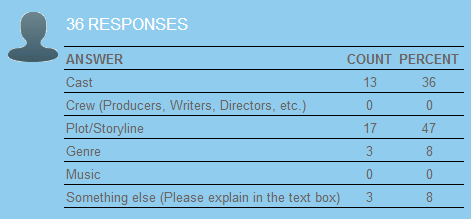 36 RESPONSES
ANSWER COUNT PERCENT
Cast 13 36
Crew (Producers, Writers, Directors, etc.) 0 0
Plot/Storyline 17 47
Genre 3 8
Music 0 0
Something else (Please explain in the text box) 3 8